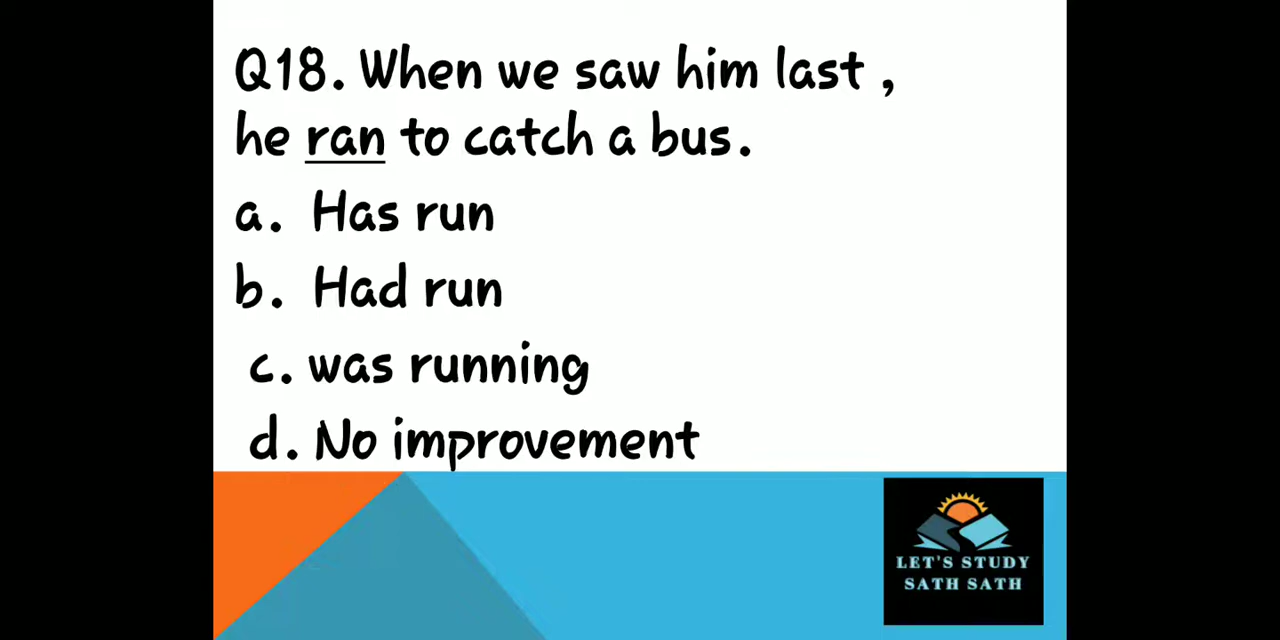 Q18. When we saw him last ,
he ran to catch a bus.
a. Has run
b. Had run
c. was running
d. No improvement
LET'S STUDY
SATH SATH